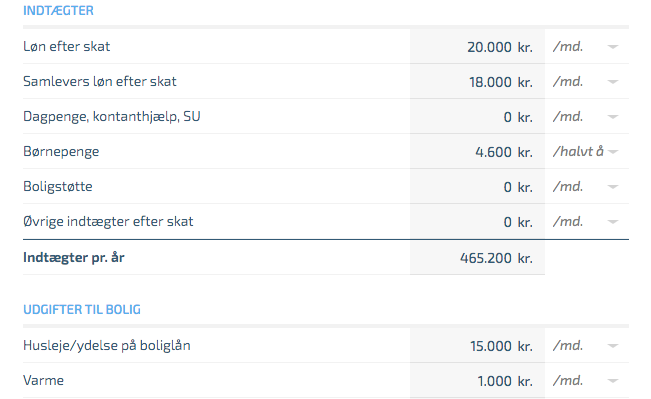 INDTÆGTER
Løn efter skat 20.000 kr. /md.
Samlevers løn efter skat 18.000 kr. /md.
Dagpenge, kontanthjælp, SU 0 kr. /md.
Børnepenge 4.600 kr. /halvt å
Boligstøtte 0 kr. /md.
Øvrige indtægter efter skat 0 kr. /md.
Indtægter pr. år 465.200 kr.
UDGIFTER TIL BOLIG
Husleje/ydelse på boliglån 15.000 kr. /md.
Varme 1.000 kr. /md.